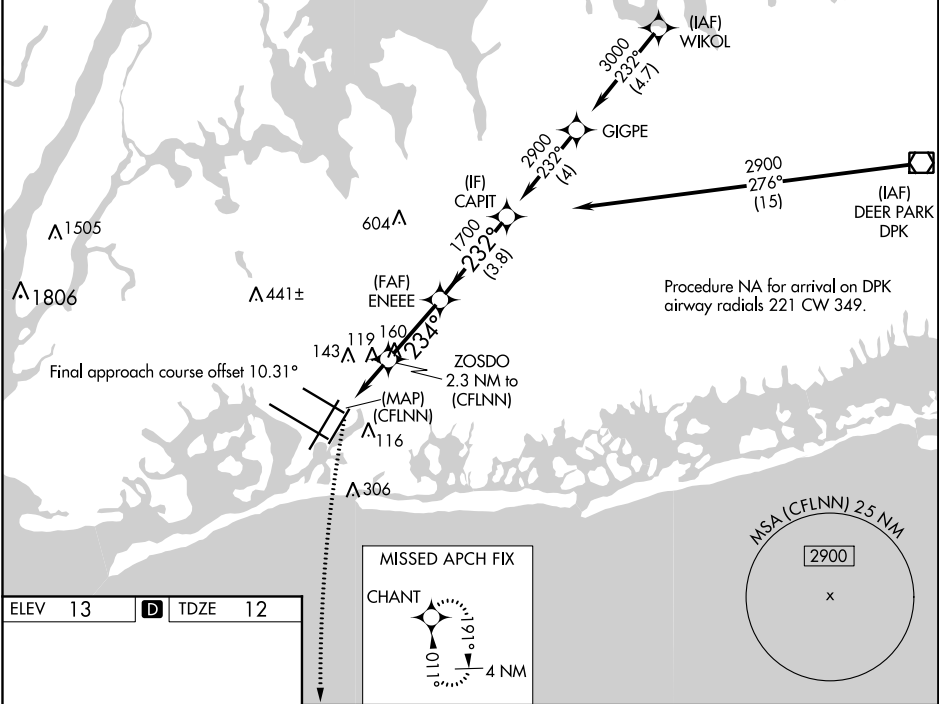 (IAF)
WIKOL
3000
232°
(4.7)
GIGPE
2900
232°
(4)
2900
276°
(15)
(IAF)
DEER PARK
DPK
(IF)
CAPIT
604
1505
1700
232°
(3.8)
1806
441±
(FAF)
ENEEE
Procedure NA for arrival on DPK
airway radials 221 CW 349.
234°
160
119
143
ZOSDO
2.3 NM to
(CFLNN)
Final approach course offset 10.31°
(MAP)
(CFLNN)
116
306
MSA (CFLNN) 25 NM
2900
x
MISSED APCH FIX
CHANT
191°
011°
4 NM
ELEV 13 D TDZE 12